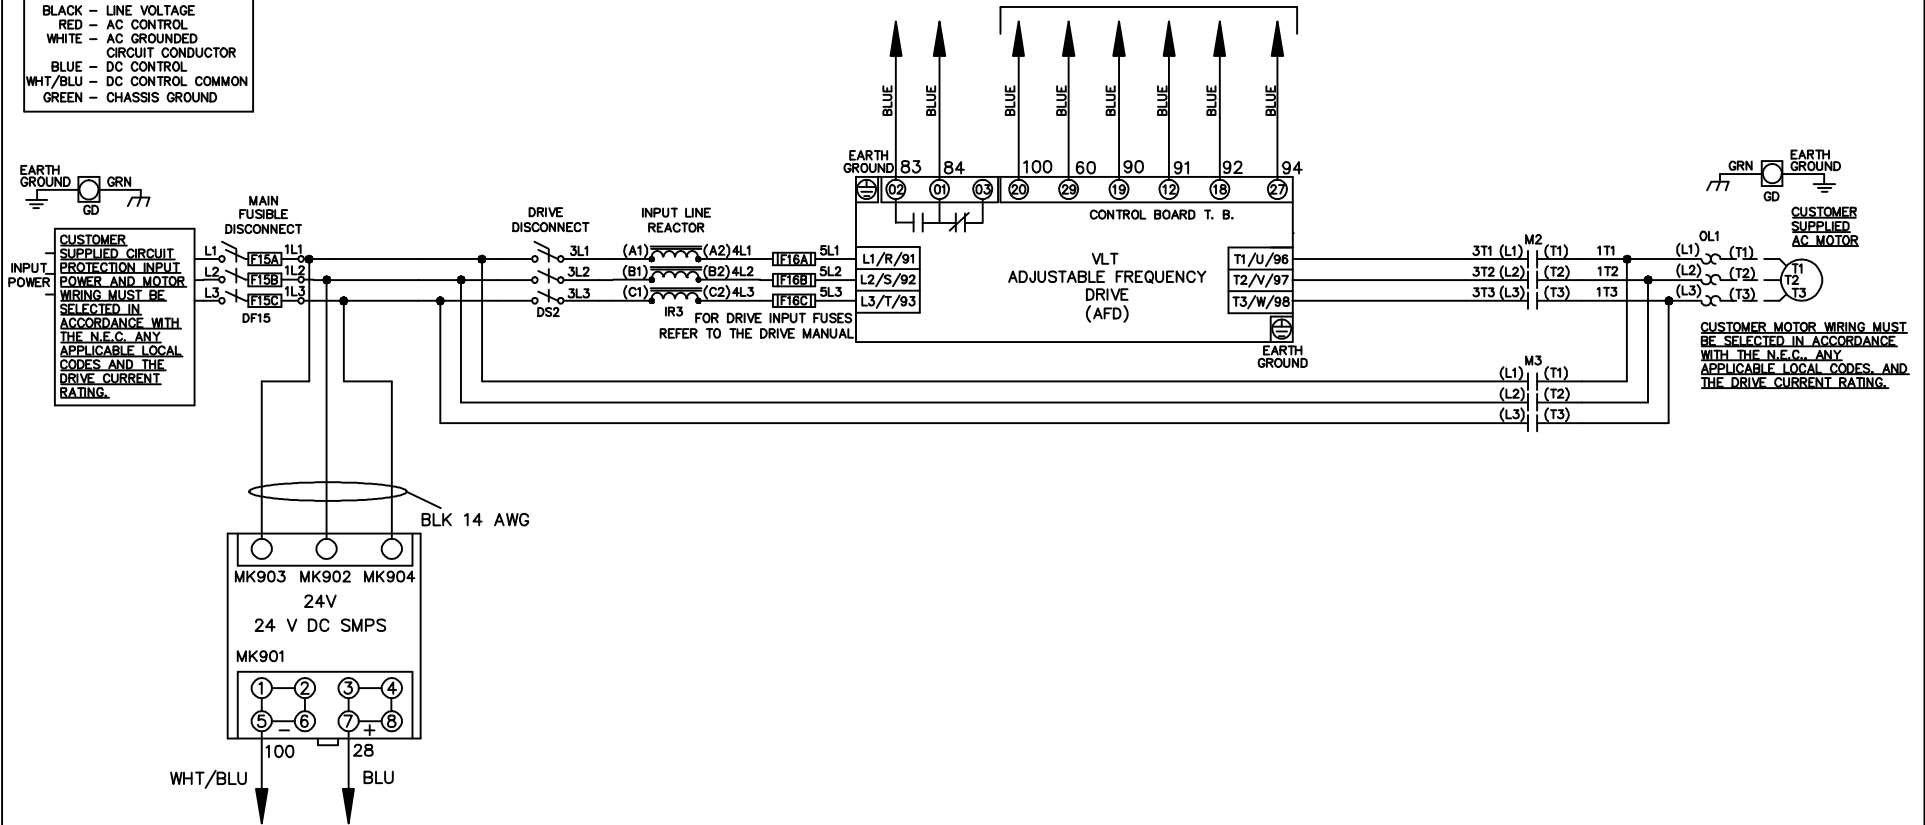 BLACK – LINE VOLTAGE
RED – AC CONTROL
WHITE – AC GROUNDED
CIRCUIT CONDUCTOR
BLUE – DC CONTROL
WHT/BLU – DC CONTROL COMMON
GREEN – CHASSIS GROUND
BLUE
BLUE
BLUE
BLUE
BLUE
BLUE
BLUE
BLUE
EARTH
GROUND
83
84
100
60
90
91
92
94
02
01
03
20
29
19
12
18
27
CONTROL BOARD T. B.
EARTH
GROUND
GRN
GD
MAIN
FUSIBLE
DISCONNECT
DRIVE
DISCONNECT
INPUT LINE
REACTOR
INPUT
POWER
CUSTOMER
SUPPLIED CIRCUIT
PROTECTION INPUT
POWER AND MOTOR
WIRING MUST BE
SELECTED IN
ACCORDANCE WITH
THE N.E.C. ANY
APPLICABLE LOCAL
CODES AND THE
DRIVE CURRENT
RATING.
L1 F15A 1L1
L2 F15B 1L2
L3 F15C 1L3
DF15
3L1
3L2
3L3
DS2
(A1) (A2) 4L1
(B1) (B2) 4L2
(C1) (C2) 4L3
IR3
F16A 5L1
F16B 5L2
F16C 5L3
FOR DRIVE INPUT FUSES
REFER TO THE DRIVE MANUAL
L1/R/91
L2/S/92
L3/T/93
VLT
ADJUSTABLE FREQUENCY
DRIVE
(AFD)
T1/U/96
T2/V/97
T3/W/98
EARTH
GROUND
M2
3T1 (L1) (T1) 1T1
3T2 (L2) (T2) 1T2
3T3 (L3) (T3) 1T3
M3
(L1) (T1)
(L2) (T2)
(L3) (T3)
GRN
EARTH
GROUND
GD
CUSTOMER
SUPPLIED
AC MOTOR
OL1
(L1) (T1)
(L2) (T2)
(L3) (T3)
T1
T2
T3
CUSTOMER MOTOR WIRING MUST
BE SELECTED IN ACCORDANCE
WITH THE N.E.C., ANY
APPLICABLE LOCAL CODES, AND
THE DRIVE CURRENT RATING.
BLK 14 AWG
MK903 MK902 MK904
24V
24 V DC SMPS
MK901
1 2 3 4
5 6 7 8
– +
100 28
WHT/BLU BLU